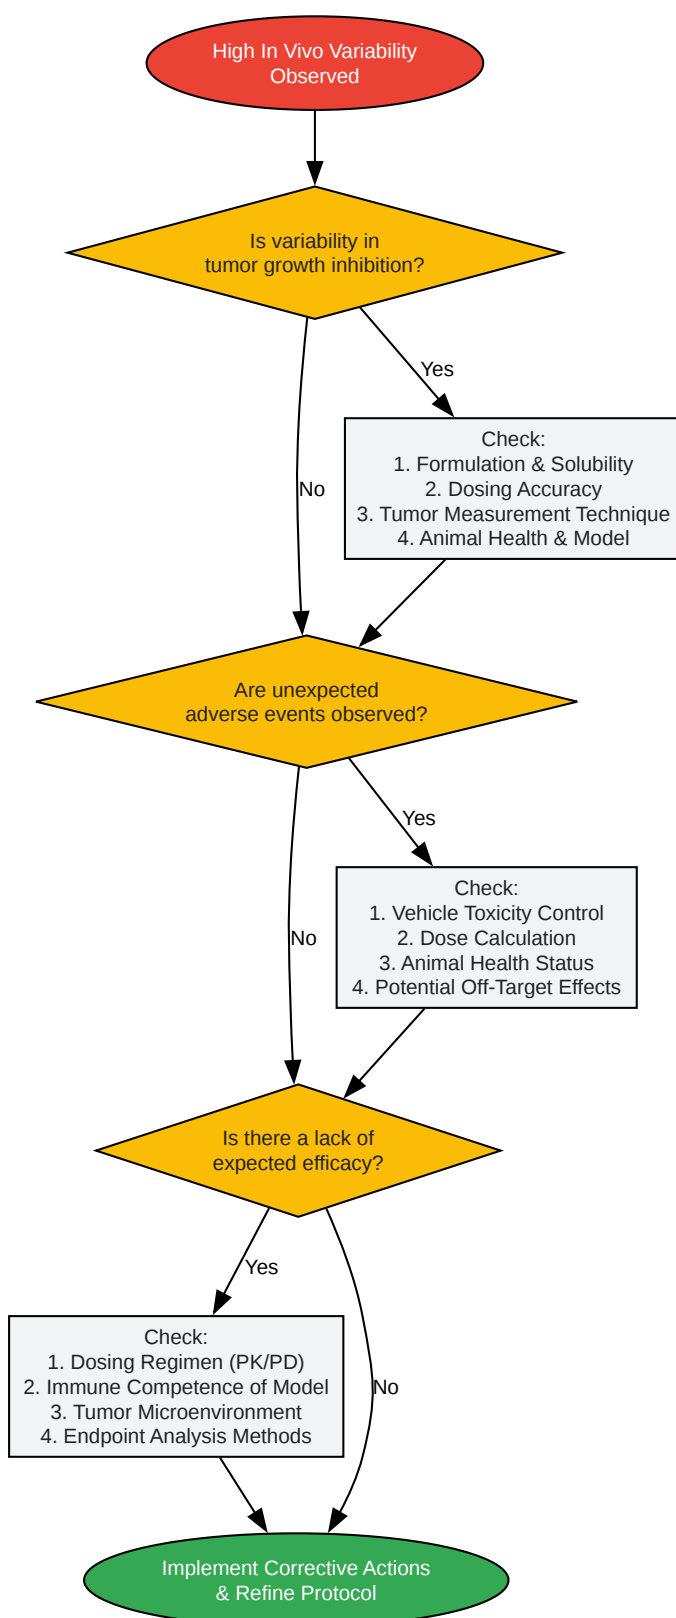 High In Vivo Variability
Observed
Is variability in
tumor growth inhibition?
Yes
Check:
1. Formulation & Solubility
2. Dosing Accuracy
3. Tumor Measurement Technique
4. Animal Health & Model
No
Are unexpected
adverse events observed?
Yes
Check:
1. Vehicle Toxicity Control
2. Dose Calculation
3. Animal Health Status
4. Potential Off-Target Effects
No
Is there a lack of
expected efficacy?
Yes
Check:
1. Dosing Regimen (PK/PD)
2. Immune Competence of Model
3. Tumor Microenvironment
4. Endpoint Analysis Methods
No
Implement Corrective Actions
& Refine Protocol